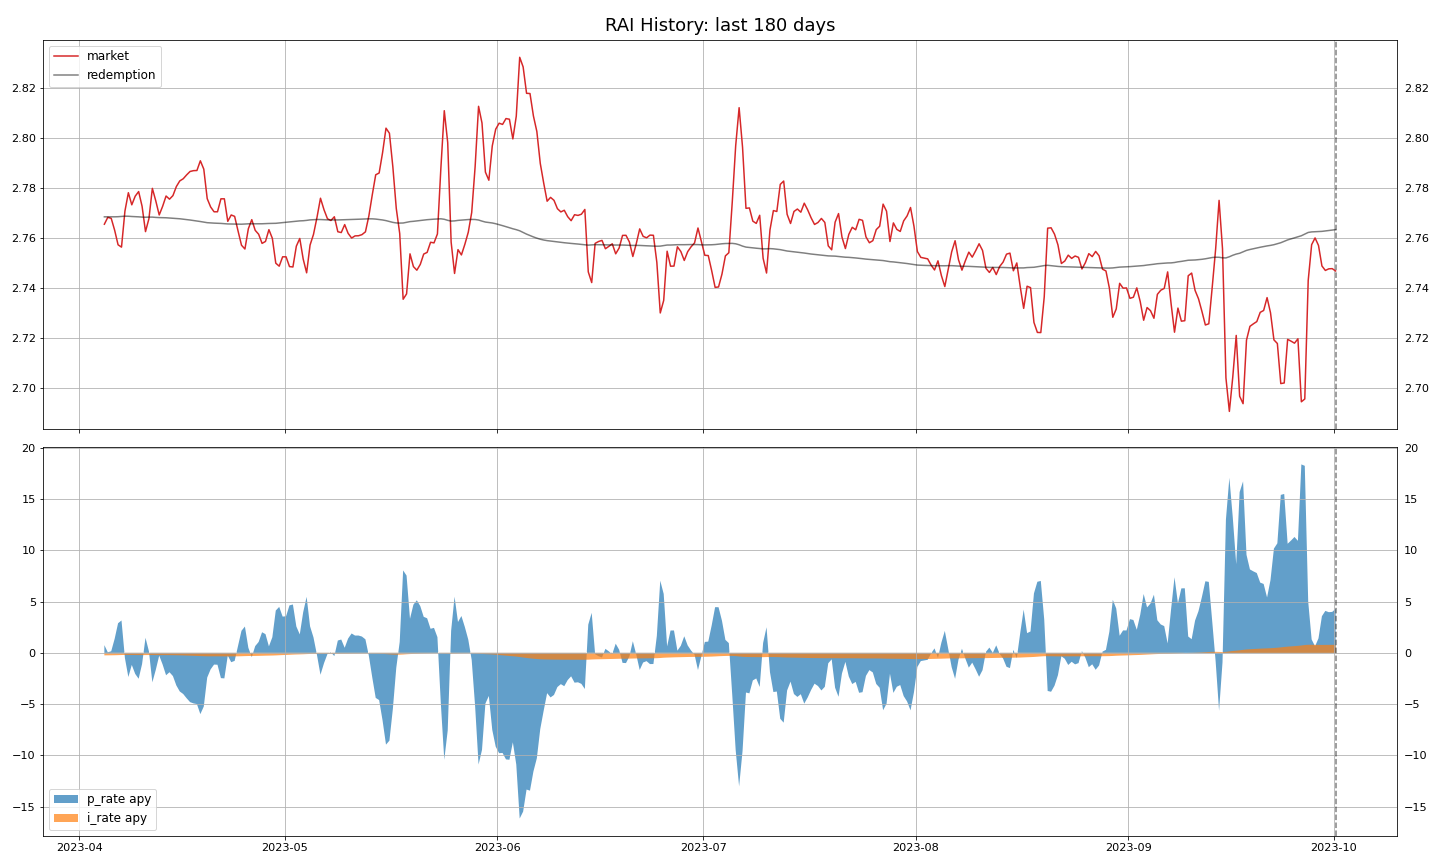 RAI History: last 180 days
market
redemption
2.82 2.82
2.80 2.80
2.78 2.78
2.76 2.76
2.74 2.74
2.72 2.72
2.70 2.70
20 20
15 15
10 10
5 5
0 0
−5 −5
−10 −10
−15 −15
p_rate apy
i_rate apy
2023-04 2023-05 2023-06 2023-07 2023-08 2023-09 2023-10